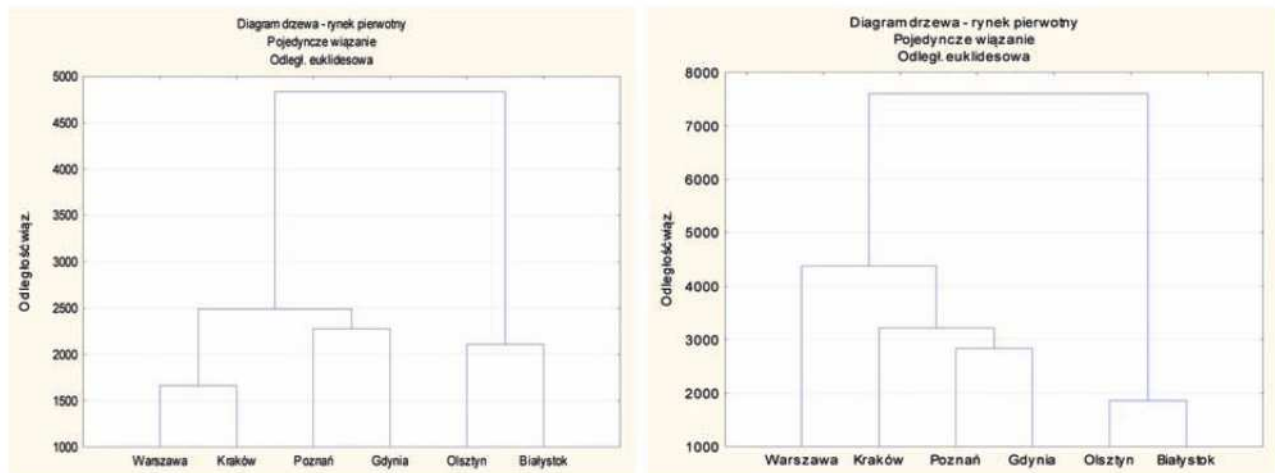 Diagram drzewa - rynek pierwotny
Pojedyncze wiązanie
Odległ. euklidesowa
5000
4500
4000
3500
3000
2500
2000
1500
1000
Odległość wiąz.
Warszawa Kraków Poznań Gdynia Olsztyn Białystok
Diagram drzewa - rynek pierwotny
Pojedyncze wiązanie
Odległ. euklidesowa
8000
7000
6000
5000
4000
3000
2000
1000
Odległość wiąz.
Warszawa Kraków Poznań Gdynia Olsztyn Białystok